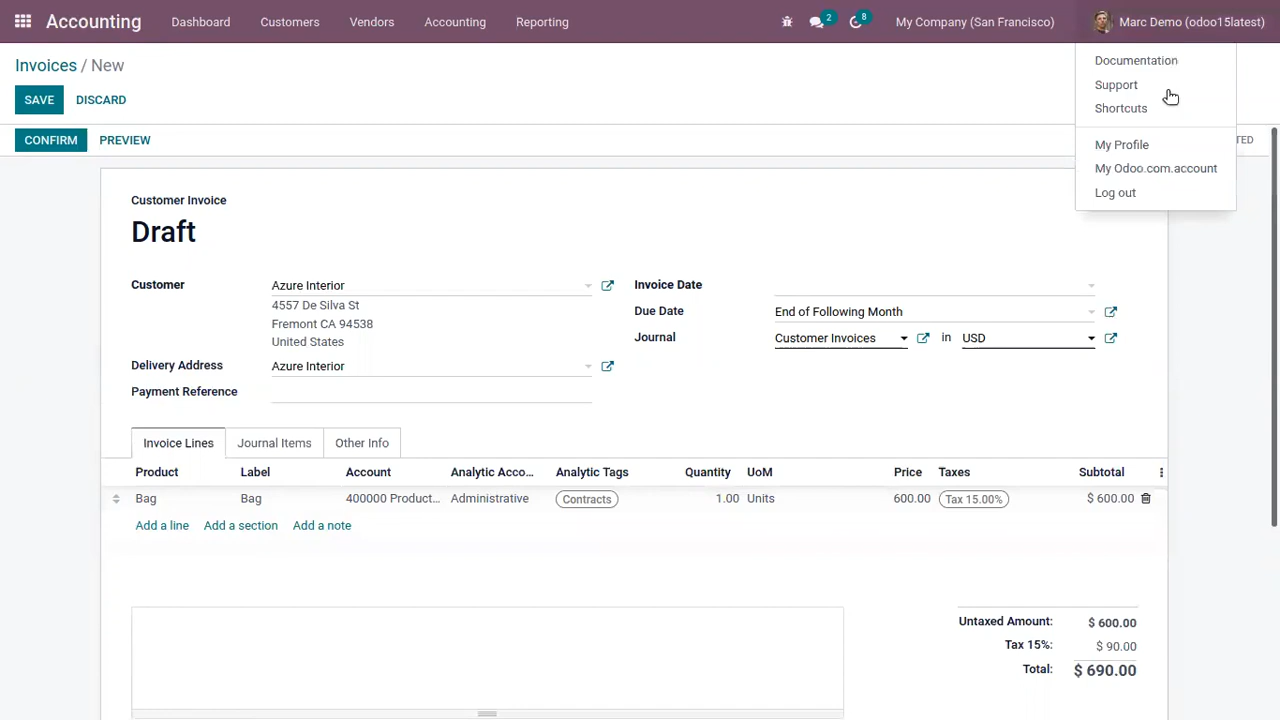 Accounting Dashboard Customers Vendors Accounting Reporting 2 8 My Company (San Francisco) Marc Demo (odoo15latest)
Documentation
Support
Shortcuts
My Profile
My Odoo.com.account
Log out
Invoices / New
SAVE DISCARD
CONFIRM PREVIEW
Customer Invoice
Draft
Customer Azure Interior
4557 De Silva St
Fremont CA 94538
United States
Delivery Address Azure Interior
Payment Reference
Invoice Date
Due Date End of Following Month
Journal Customer Invoices in USD
Invoice Lines Journal Items Other Info
Product Label Account Analytic Acco... Analytic Tags Quantity UoM Price Taxes Subtotal
Bag Bag 400000 Product... Administrative Contracts 1.00 Units 600.00 Tax 15.00% $ 600.00
Add a line Add a section Add a note
Untaxed Amount: $ 600.00
Tax 15%: $ 90.00
Total: $ 690.00